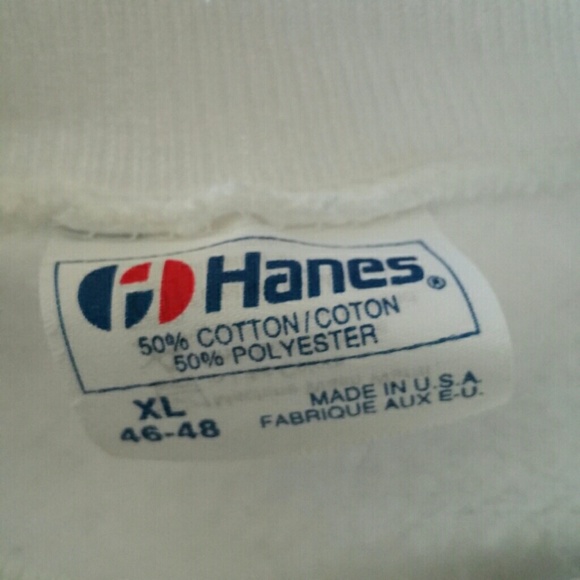 Hanes®
50% COTTON/COTON
50% POLYESTER
XL
46-48
MADE IN U.S.A.
FABRIQUE AUX É-U.